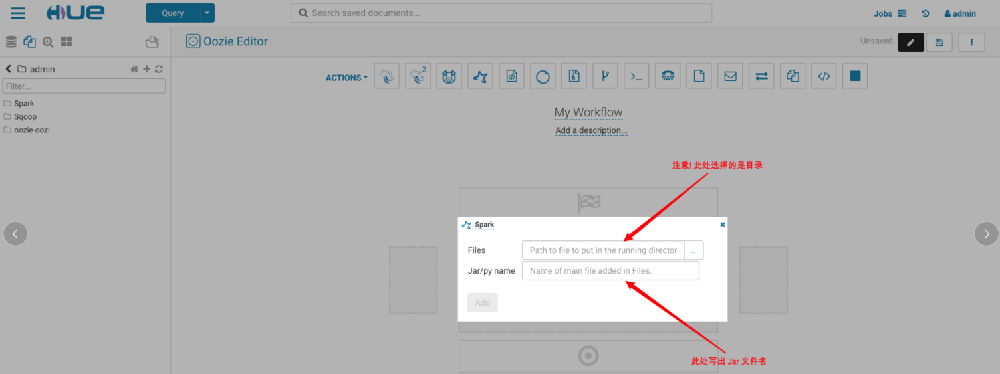 HUE
Query
Search saved documents...
Jobs
admin
Oozie Editor
Unsaved
admin
Filter...
Spark
Sqoop
oozie-oozi
ACTIONS
2
My Workflow
Add a description...
注意! 此处选择的是目录
Spark
Files
Path to file to put in the running director
..
Jar/py name
Name of main file added in Files.
Add
此处写出 Jar 文件名